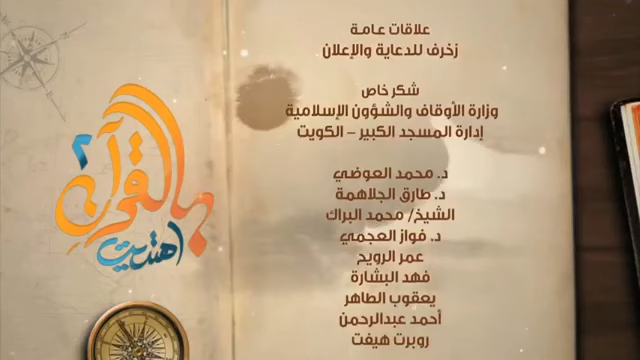 علاقات عامة
زخرف للدعاية والإعلان
شكر خاص
وزارة الأوقاف والشؤون الإسلامية
إدارة المسجد الكبير – الكويت
د. محمد العوضي
د. طارق الجلاهمة
الشيخ/ محمد البراك
د. فواز العجمي
عمر الرويح
فهد البشارة
يعقوب الطاهر
أحمد عبدالرحمن
روبرت هيفت
بالقرآن
اهتديت
٢